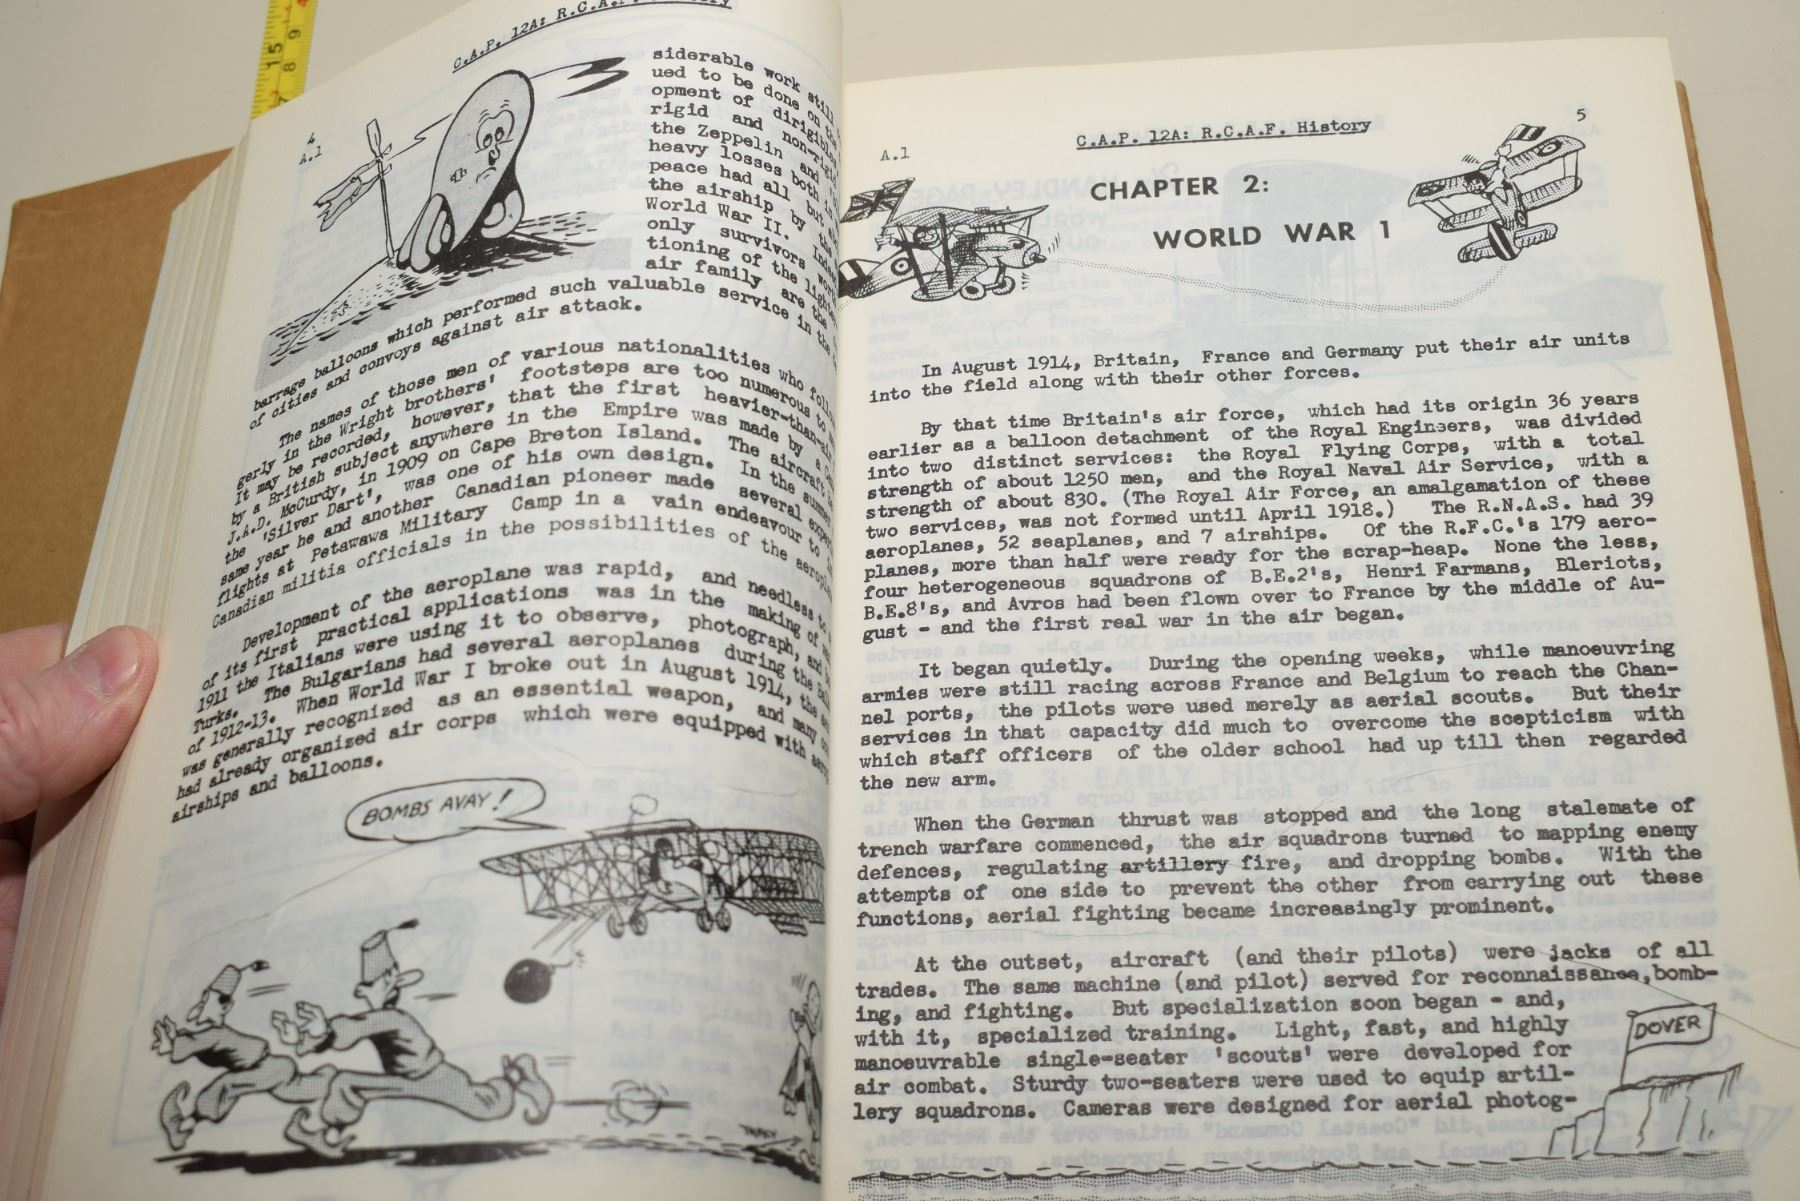 C.A.P. 12A: R.C.A.F. History
4
A.1
siderable work still
ued to be done on the
opment of dirigibles
rigid and non-rigid
the Zeppelin and
heavy losses both in
peace had all but
the airship by the
World War II. Indeed
only survivors
tioning of the lighter
air family are the
barrage balloons which performed such valuable service in the
of cities and convoys against air attack.
The names of those men of various nationalities who
gerly in the Wright brothers' footsteps are too numerous to
It may be recorded, however, that the first heavier-than-air
by a British subject anywhere in the Empire was made by a
J.A.D. McCurdy, in 1909 on Cape Breton Island. The aircraft
the 'Silver Dart', was one of his own design. In the summer
same year he and another Canadian pioneer made several
flights at Petawawa Military Camp in a vain endeavour to
Canadian militia officials in the possibilities of the
Development of the aeroplane was rapid, and needless to
of its first practical applications was in the making of
1911 the Italians were using it to observe, photograph, and
Turks. The Bulgarians had several aeroplanes during the
of 1912-13. When World War I broke out in August 1914, the
was generally recognized as an essential weapon, and many
had already organized air corps which were equipped with
airships and balloons.
BOMBS AVAY!
15
9
5
C.A.P. 12A: R.C.A.F. History
A.1
CHAPTER 2:
WORLD WAR 1
In August 1914, Britain, France and Germany put their air units
into the field along with their other forces.
By that time Britain's air force, which had its origin 36 years
earlier as a balloon detachment of the Royal Engineers, was divided
into two distinct services: the Royal Flying Corps, with a total
strength of about 1250 men, and the Royal Naval Air Service, with a
strength of about 830. (The Royal Air Force, an amalgamation of these
two services, was not formed until April 1918.) The R.N.A.S. had 39
aeroplanes, 52 seaplanes, and 7 airships. Of the R.F.C.'s 179 aero-
planes, more than half were ready for the scrap-heap. None the less,
four heterogeneous squadrons of B.E.2's, Henri Farmans, Bleriots,
B.E.8's, and Avros had been flown over to France by the middle of Au-
gust - and the first real war in the air began.
It began quietly. During the opening weeks, while manoeuvring
armies were still racing across France and Belgium to reach the Chan-
nel ports, the pilots were used merely as aerial scouts. But their
services in that capacity did much to overcome the scepticism with
which staff officers of the older school had up till then regarded
the new arm.
When the German thrust was stopped and the long stalemate of
trench warfare commenced, the air squadrons turned to mapping enemy
defences, regulating artillery fire, and dropping bombs. With the
attempts of one side to prevent the other from carrying out these
functions, aerial fighting became increasingly prominent.
At the outset, aircraft (and their pilots) were jacks of all
trades. The same machine (and pilot) served for reconnaissance, bomb-
ing, and fighting. But specialization soon began - and,
with it, specialized training. Light, fast, and highly
manoeuvrable single-seater 'scouts' were developed for
air combat. Sturdy two-seaters were used to equip artil-
lery squadrons. Cameras were designed for aerial photog-
DOVER